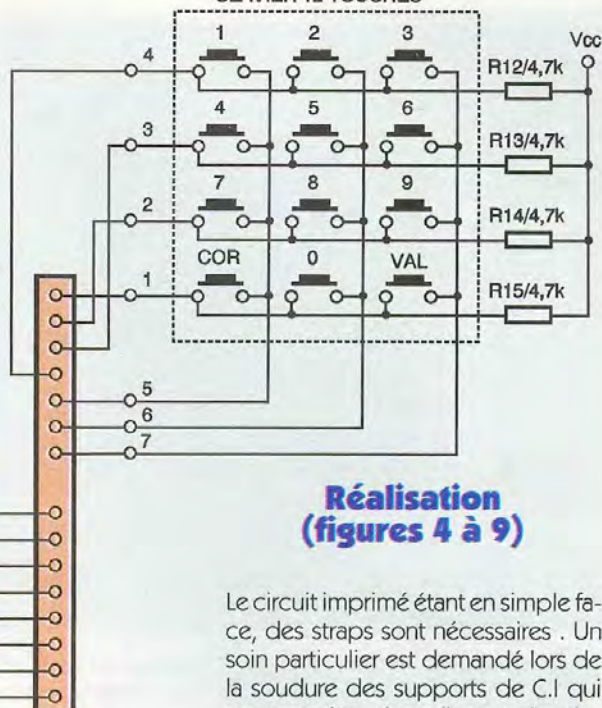 1 2 3 Vcc
4 R12/4,7k
4 5 6
3 R13/4,7k
7 8 9
2 R14/4,7k
COR 0 VAL
1 R15/4,7k
5
6
7
Réalisation
(figures 4 à 9)
Le circuit imprimé étant en simple fa-
ce, des straps sont nécessaires . Un
soin particulier est demandé lors de
la soudure des supports de C.I qui